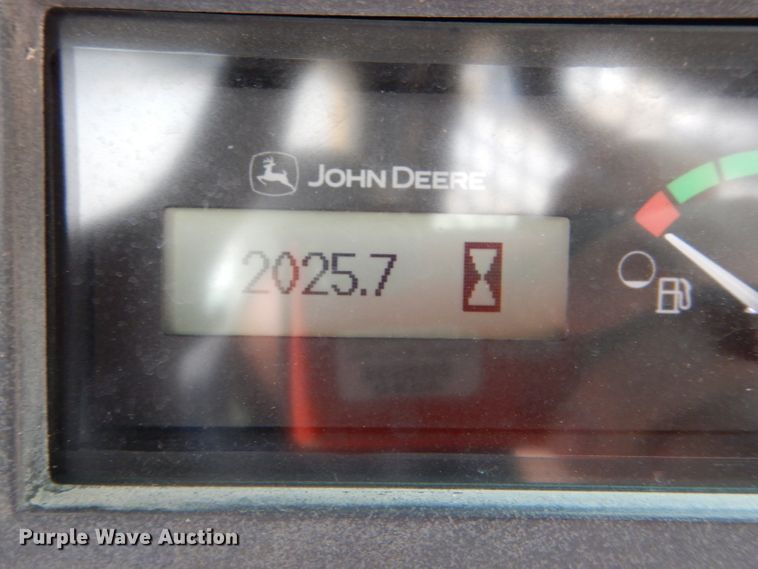 JOHN DEERE
2025.7
Purple Wave Auction